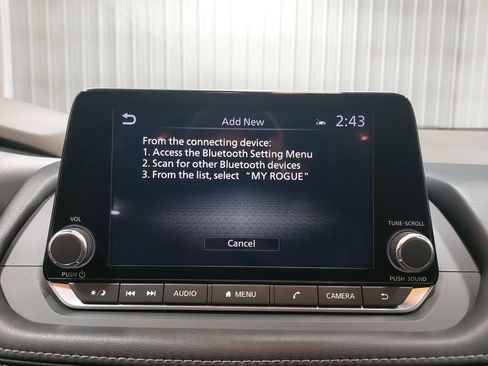 Add New
2:43
From the connecting device:
1. Access the Bluetooth Setting Menu
2. Scan for other Bluetooth devices
3. From the list, select "MY ROGUE"
Cancel
VOL
PUSH
TUNE·SCROLL
PUSH SOUND
AUDIO
MENU
CAMERA